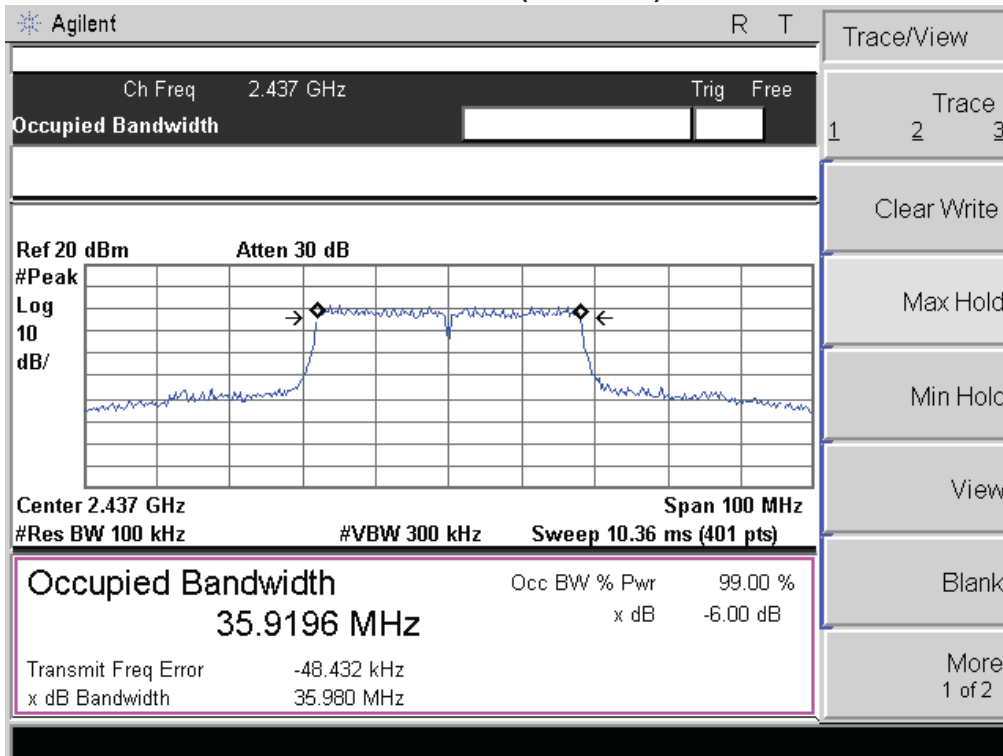 Agilent
R T
Trace/View
Ch Freq 2.437 GHz
Trig Free
Occupied Bandwidth
Trace
1 2 3
Clear Write
Max Hold
Min Hold
View
Blank
More
1 of 2
Ref 20 dBm Atten 30 dB
#Peak
Log
10
dB/
Center 2.437 GHz Span 100 MHz
#Res BW 100 kHz #VBW 300 kHz Sweep 10.36 ms (401 pts)
Occupied Bandwidth
35.9196 MHz
Occ BW % Pwr 99.00 %
x dB -6.00 dB
Transmit Freq Error -48.432 kHz
x dB Bandwidth 35.980 MHz